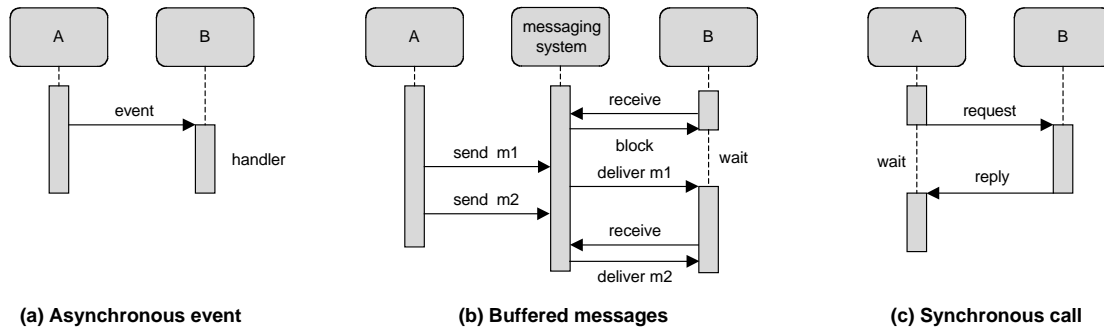 A
B
event
handler
(a) Asynchronous event
A
messaging
system
B
receive
block
send m1
wait
deliver m1
send m2
receive
deliver m2
(b) Buffered messages
A
B
request
wait
reply
(c) Synchronous call